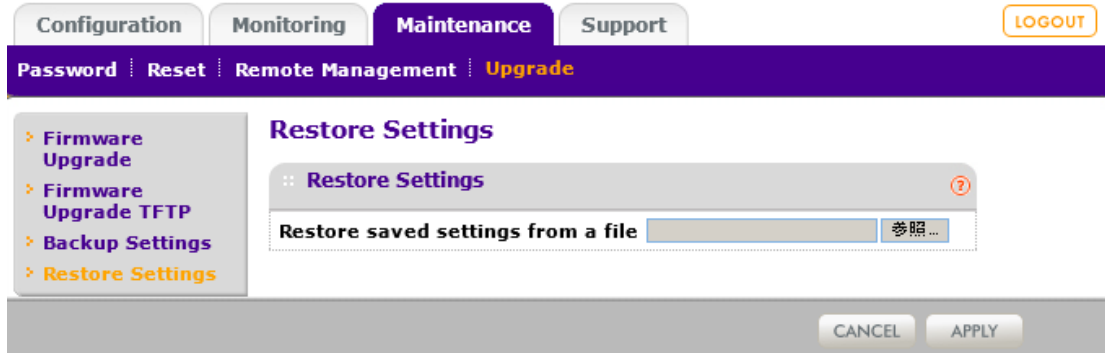 Configuration Monitoring Maintenance Support LOGOUT
Password Reset Remote Management Upgrade
Firmware
Upgrade
Firmware
Upgrade TFTP
Backup Settings
Restore Settings
Restore Settings
Restore Settings ?
Restore saved settings from a file 参照...
CANCEL APPLY